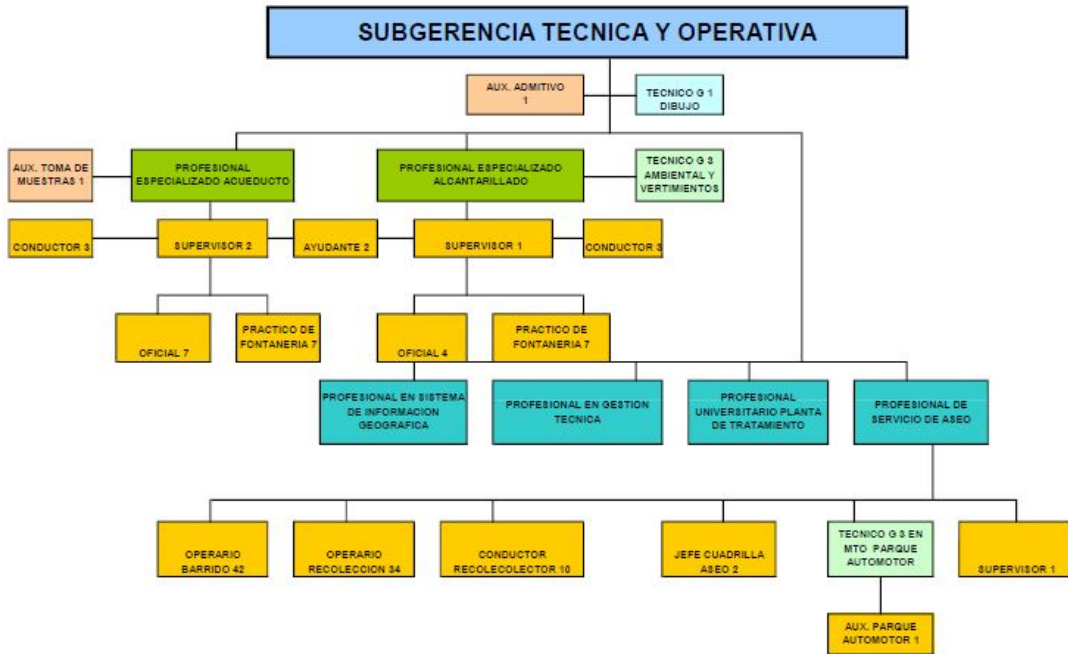 SUBGERENCIA TECNICA Y OPERATIVA
AUX. ADMITIVO
1
TECNICO G 1
DIBUJO
AUX. TOMA DE
MUESTRAS 1
PROFESIONAL
ESPECIALIZADO ACUEDUCTO
PROFESIONAL ESPECIALIZADO
ALCANTARILLADO
TECNICO G 3
AMBIENTAL Y
VERTIMIENTOS
CONDUCTOR 3
SUPERVISOR 2
AYUDANTE 2
SUPERVISOR 1
CONDUCTOR 3
OFICIAL 7
PRACTICO DE
FONTANERIA 7
OFICIAL 4
PRACTICO DE
FONTANERIA 7
PROFESIONAL EN SISTEMA
DE INFORMACION
GEOGRAFICA
PROFESIONAL EN GESTION
TECNICA
PROFESIONAL
UNIVERSITARIO PLANTA
DE TRATAMIENTO
PROFESIONAL DE
SERVICIO DE ASEO
OPERARIO
BARRIDO 42
OPERARIO
RECOLECCION 34
CONDUCTOR
RECOLECOLECTOR 10
JEFE CUADRILLA
ASEO 2
TECNICO G 3 EN
MTO PARQUE
AUTOMOTOR
SUPERVISOR 1
AUX. PARQUE
AUTOMOTOR 1